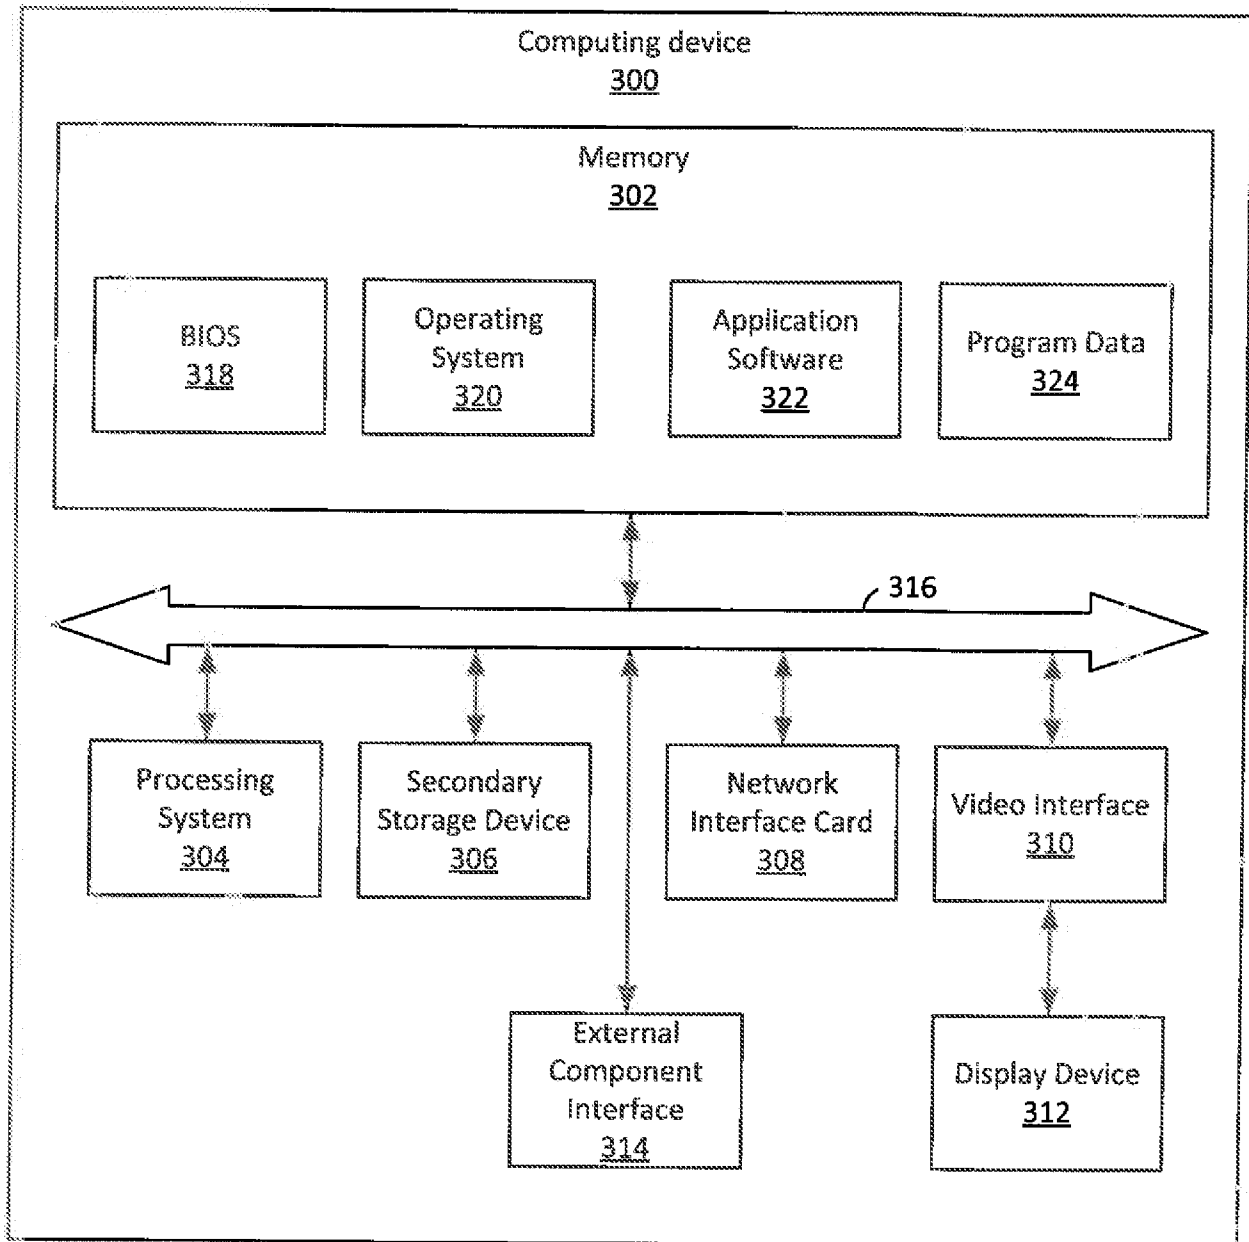 Computing device
300
Memory
302
BIOS
318
Operating
System
320
Application
Software
322
Program Data
324
316
Processing
System
304
Secondary
Storage Device
306
Network
Interface Card
308
Video Interface
310
External
Component
Interface
314
Display Device
312